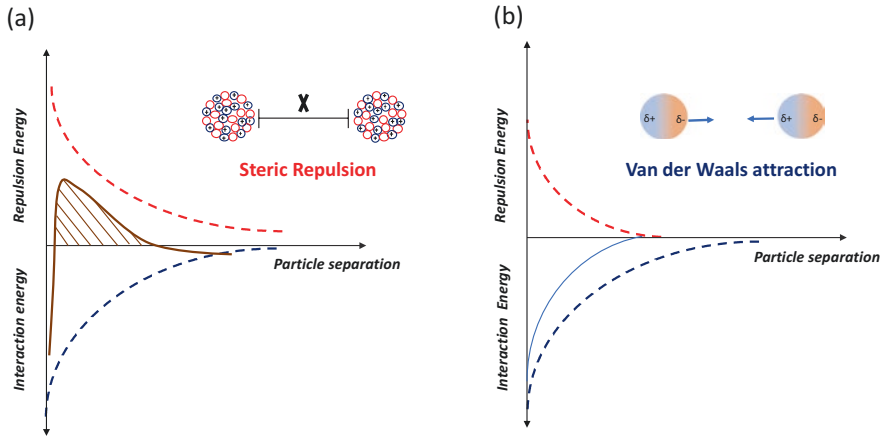 (a)
Repulsion Energy
Interaction Energy
X
Steric Repulsion
Particle separation
(b)
Repulsion Energy
Interaction Energy
δ+ δ- δ+ δ-
Van der Waals attraction
Particle separation